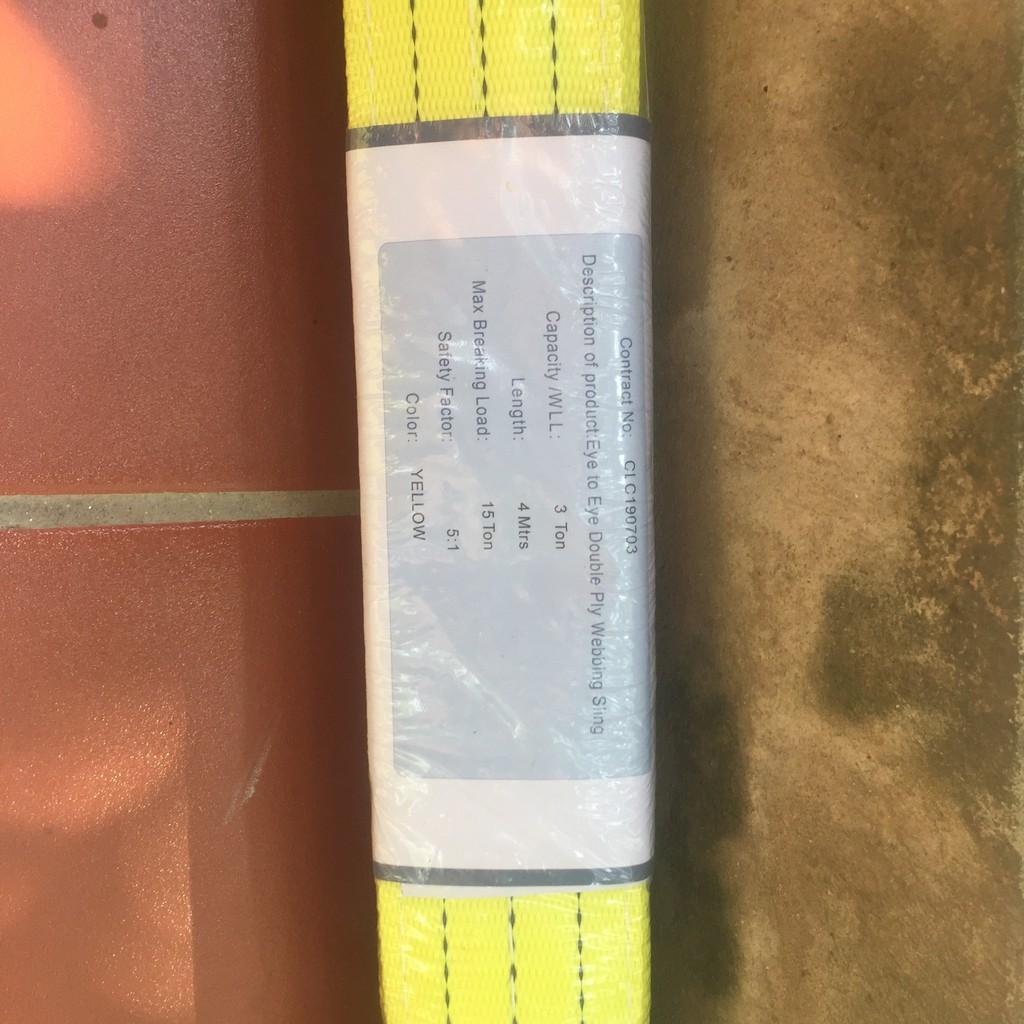 Contract No: CLC190703
Description of product:Eye to Eye Double Ply Webbing Sling
Capacity /WLL: 3 Ton
Length: 4 Mtrs
Max Breaking Load: 15 Ton
Safety Factor: 5:1
Color: YELLOW